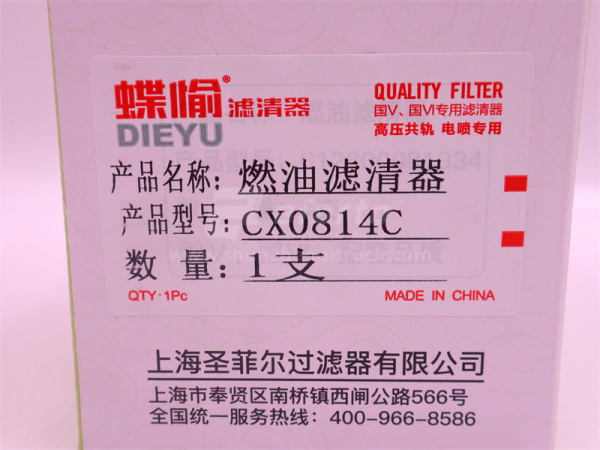 蝶愉® 滤清器
DIEYU
QUALITY FILTER
国Ⅴ、国Ⅵ专用滤清器
高压共轨 电喷专用
产品名称：燃油滤清器
产品型号：CX0814C
数量：1支
QTY·1Pc
MADE IN CHINA
上海圣菲尔过滤器有限公司
上海市奉贤区南桥镇西闸公路566号
全国统一服务热线：400-966-8586